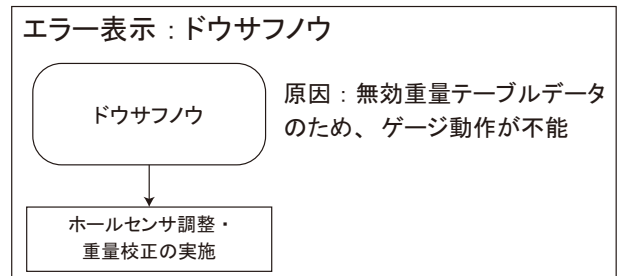 エラー表示：ドウサフノウ
ドウサフノウ
原因：無効重量テーブルデータ
のため、ゲージ動作が不能
ホールセンサ調整・
重量校正の実施